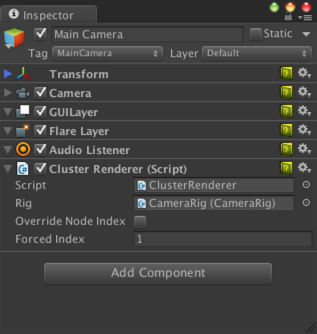 Inspector
Main Camera Static
Tag MainCamera Layer Default
Transform
Camera
GUILayer
Flare Layer
Audio Listener
Cluster Renderer (Script)
Script ClusterRenderer
Rig CameraRig (CameraRig)
Override Node Index
Forced Index 1
Add Component